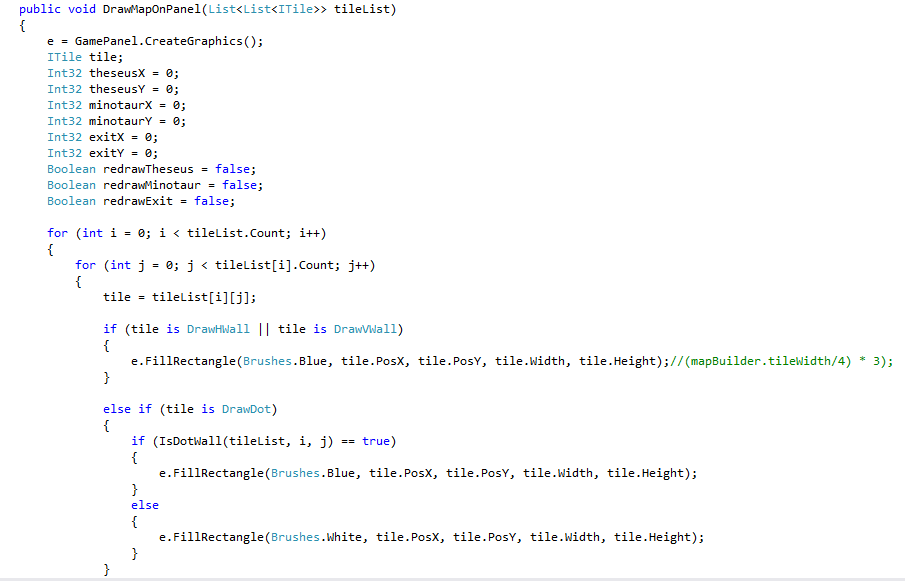 public void DrawMapOnPanel(List<List<ITile>> tileList)
{
    e = GamePanel.CreateGraphics();
    ITile tile;
    Int32 theseusX = 0;
    Int32 theseusY = 0;
    Int32 minotaurX = 0;
    Int32 minotaurY = 0;
    Int32 exitX = 0;
    Int32 exitY = 0;
    Boolean redrawTheseus = false;
    Boolean redrawMinotaur = false;
    Boolean redrawExit = false;

    for (int i = 0; i < tileList.Count; i++)
    {
        for (int j = 0; j < tileList[i].Count; j++)
        {
            tile = tileList[i][j];

            if (tile is DrawHWall || tile is DrawVWall)
            {
                e.FillRectangle(Brushes.Blue, tile.PosX, tile.PosY, tile.Width, tile.Height);//(mapBuilder.tileWidth/4) * 3);
            }

            else if (tile is DrawDot)
            {
                if (IsDotWall(tileList, i, j) == true)
                {
                    e.FillRectangle(Brushes.Blue, tile.PosX, tile.PosY, tile.Width, tile.Height);
                }
                else
                {
                    e.FillRectangle(Brushes.White, tile.PosX, tile.PosY, tile.Width, tile.Height);
                }
            }